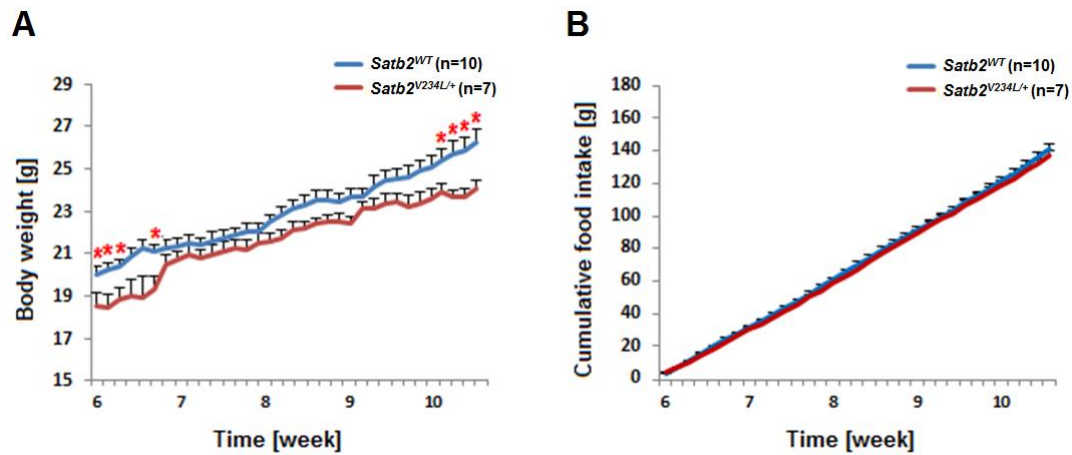 A
Satb2WT (n=10)
Satb2V234L/+ (n=7)
29
27
25
23
21
19
17
15
Body weight [g]
* * * * * * * *
6 7 8 9 10
Time [week]
B
Satb2WT (n=10)
Satb2V234L/+ (n=7)
180
160
140
120
100
80
60
40
20
0
Cumulative food intake [g]
6 7 8 9 10
Time [week]